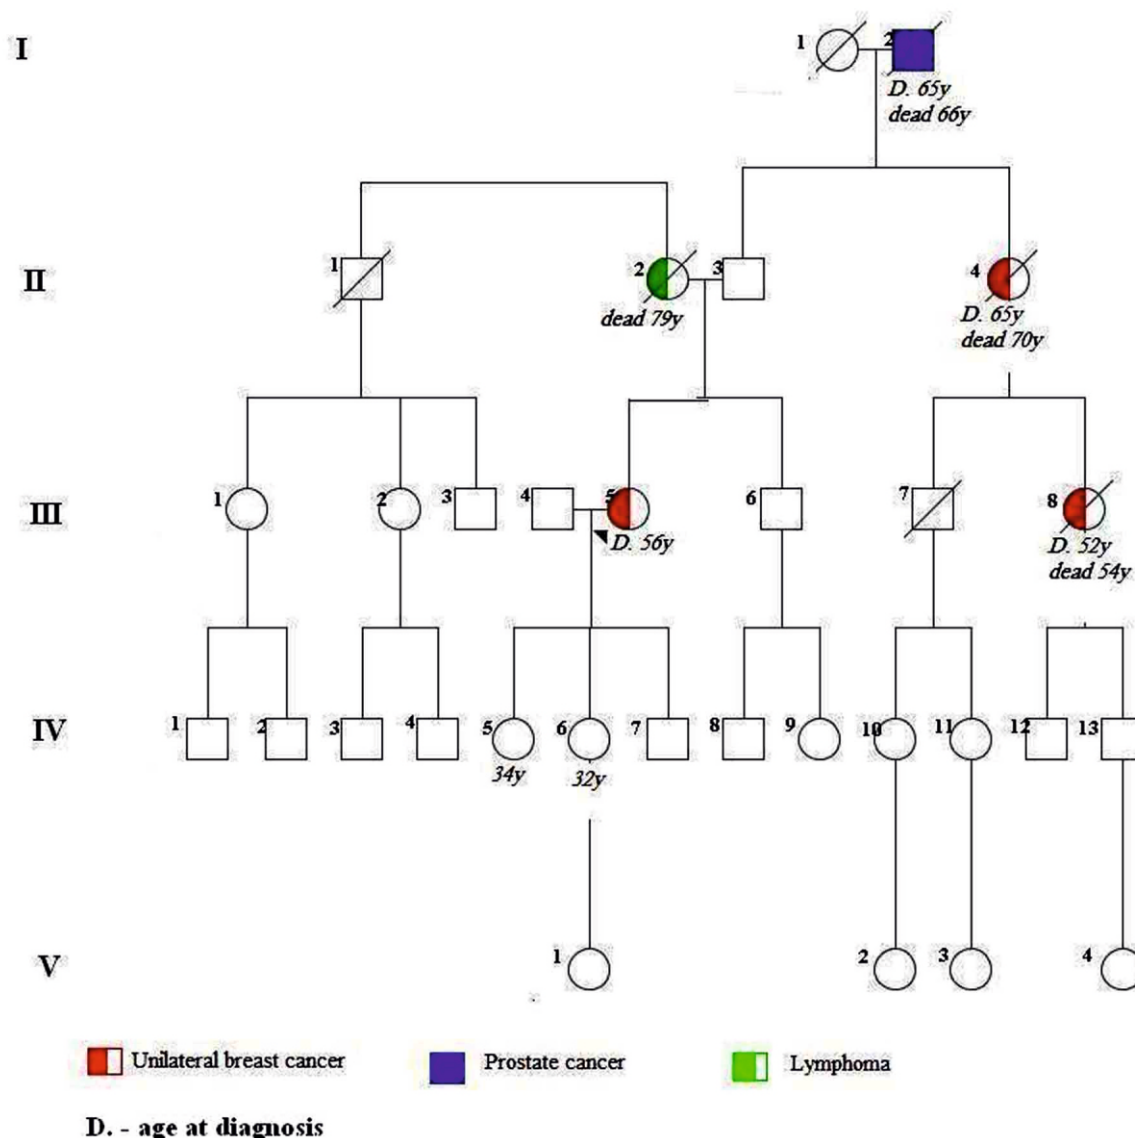 I
1
2
D. 65y
dead 66y
II
1
2
3
4
dead 79y
D. 65y
dead 70y
III
1
2
3
4
5
6
7
8
D. 56y
D. 52y
dead 54y
IV
1
2
3
4
5
6
7
8
9
10
11
12
13
34y
32y
V
1
2
3
4
Unilateral breast cancer
Prostate cancer
Lymphoma
D. - age at diagnosis